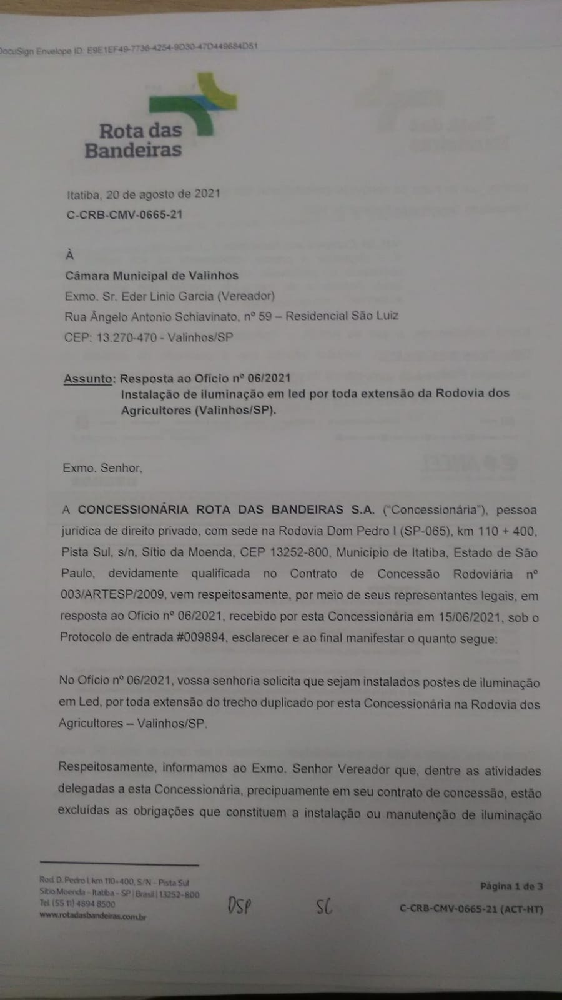 DocuSign Envelope ID: E9E1EF49-7736-4254-9D30-47D449684D51
Rota das
Bandeiras
Itatiba, 20 de agosto de 2021
C-CRB-CMV-0665-21
À
Câmara Municipal de Valinhos
Exmo. Sr. Eder Linio Garcia (Vereador)
Rua Ângelo Antonio Schiavinato, nº 59 – Residencial São Luiz
CEP: 13.270-470 - Valinhos/SP
Assunto: Resposta ao Ofício nº 06/2021
Instalação de iluminação em led por toda extensão da Rodovia dos
Agricultores (Valinhos/SP).
Exmo. Senhor,
A CONCESSIONÁRIA ROTA DAS BANDEIRAS S.A. (“Concessionária”), pessoa
jurídica de direito privado, com sede na Rodovia Dom Pedro I (SP-065), km 110 + 400,
Pista Sul, s/n, Sítio da Moenda, CEP 13252-800, Município de Itatiba, Estado de São
Paulo, devidamente qualificada no Contrato de Concessão Rodoviária nº
003/ARTESP/2009, vem respeitosamente, por meio de seus representantes legais, em
resposta ao Ofício nº 06/2021, recebido por esta Concessionária em 15/06/2021, sob o
Protocolo de entrada #009894, esclarecer e ao final manifestar o quanto segue:
No Ofício nº 06/2021, vossa senhoria solicita que sejam instalados postes de iluminação
em Led, por toda extensão do trecho duplicado por esta Concessionária na Rodovia dos
Agricultores – Valinhos/SP.
Respeitosamente, informamos ao Exmo. Senhor Vereador que, dentre as atividades
delegadas a esta Concessionária, precipuamente em seu contrato de concessão, estão
excluídas as obrigações que constituem a instalação ou manutenção de iluminação
Rod. D. Pedro I, km 110+400, S/N - Pista Sul
Sítio Moenda - Itatiba - SP | Brasil | 13252-800
Tel. (55 11) 4894 8500
www.rotadasbandeiras.com.br
DSP
SC
Página 1 de 3
C-CRB-CMV-0665-21 (ACT-HT)